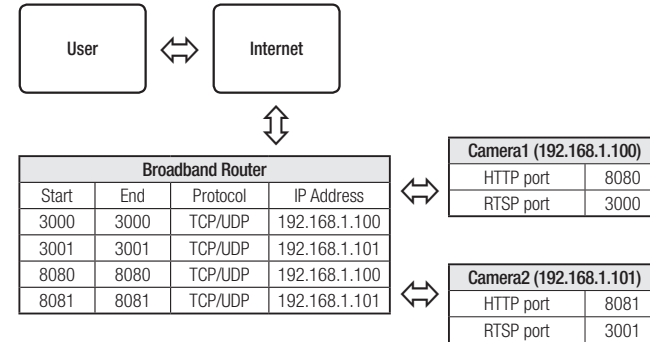 User
Internet
Broadband Router
Start End Protocol IP Address
3000 3000 TCP/UDP 192.168.1.100
3001 3001 TCP/UDP 192.168.1.101
8080 8080 TCP/UDP 192.168.1.100
8081 8081 TCP/UDP 192.168.1.101
Camera1 (192.168.1.100)
HTTP port 8080
RTSP port 3000
Camera2 (192.168.1.101)
HTTP port 8081
RTSP port 3001